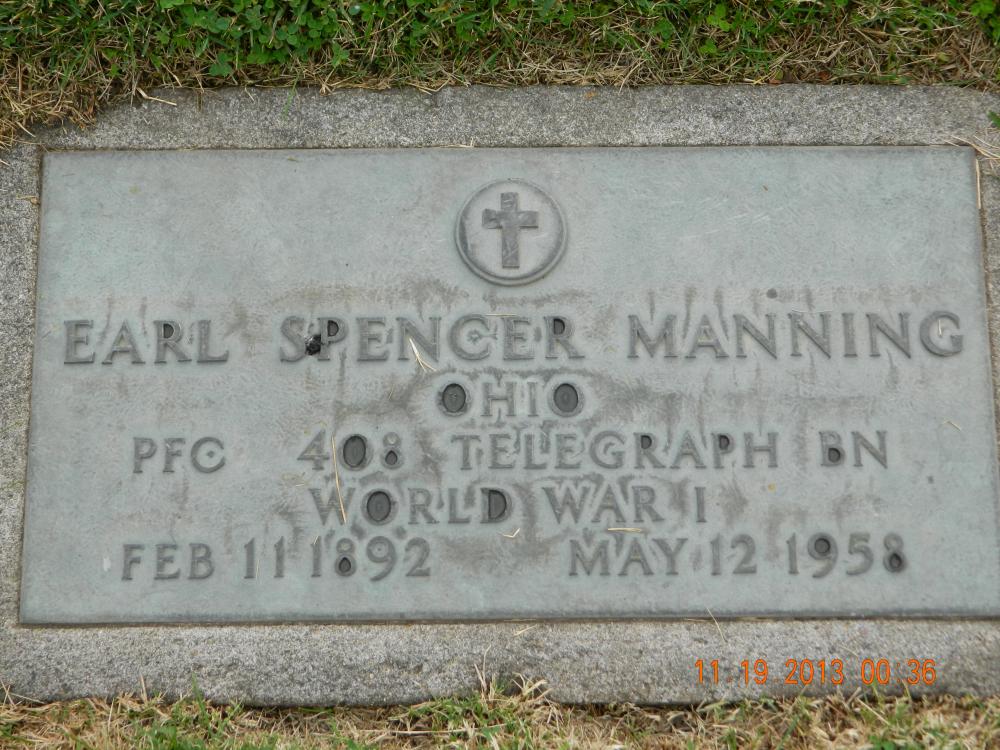 EARL SPENCER MANNING
OHIO
PFC 408 TELEGRAPH BN
WORLD WAR I
FEB 11 1892 MAY 12 1958
11.19.2013 00:36